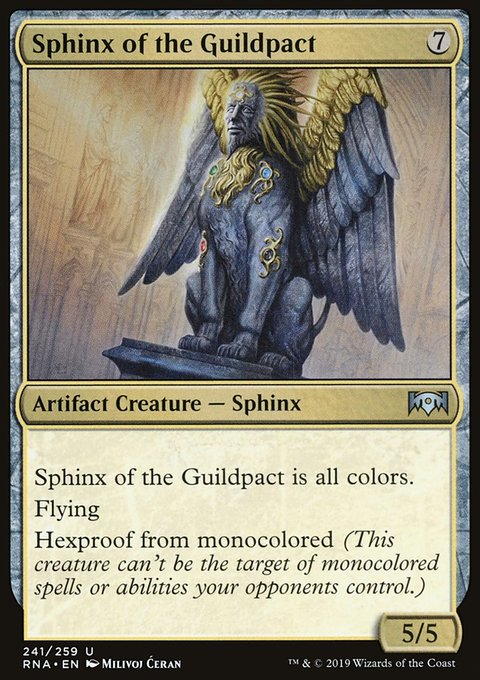 Sphinx of the Guildpact 7
Artifact Creature — Sphinx
Sphinx of the Guildpact is all colors.
Flying
Hexproof from monocolored (This
creature can't be the target of monocolored
spells or abilities your opponents control.)
5/5
241/259 U
RNA • EN Milivoj Ćeran
™ & © 2019 Wizards of the Coast